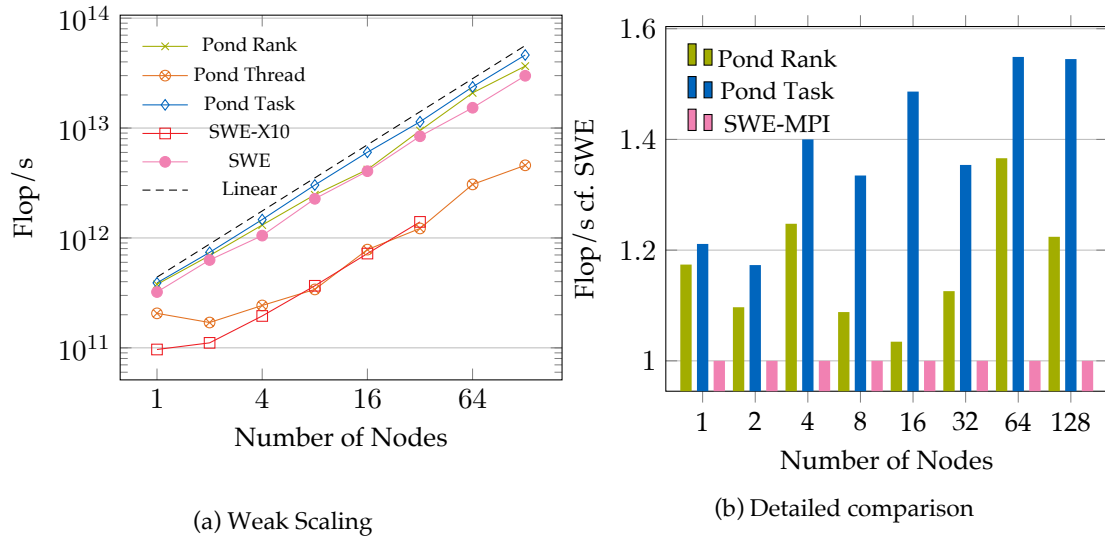 10^14
10^13
10^12
10^11
Flop/s
Pond Rank
Pond Thread
Pond Task
SWE-X10
SWE
Linear
1 4 16 64
Number of Nodes
(a) Weak Scaling
1.6
1.4
1.2
1
Flop/s cf. SWE
Pond Rank
Pond Task
SWE-MPI
1 2 4 8 16 32 64 128
Number of Nodes
(b) Detailed comparison